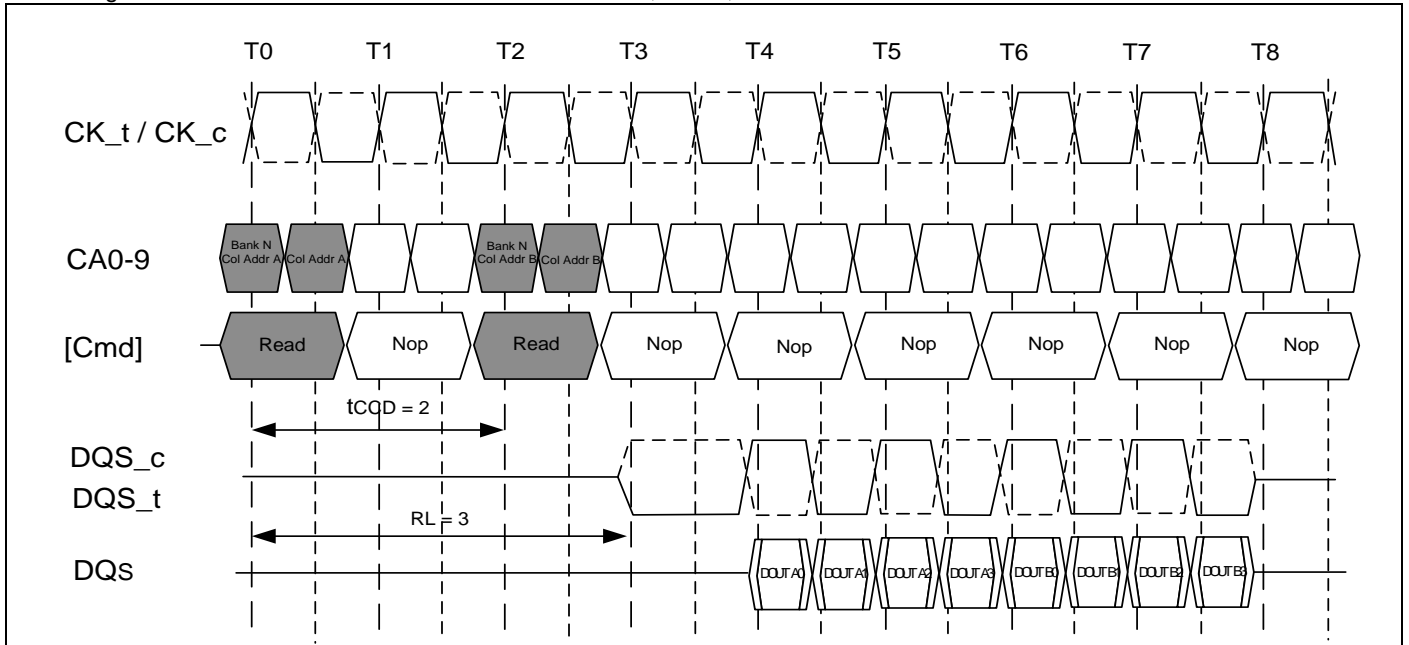 T0 T1 T2 T3 T4 T5 T6 T7 T8
CK_t / CK_c
CA0-9
Bank N
Col Addr A
Col Addr A
Bank N
Col Addr B
Col Addr B
[Cmd]
Read Nop Read Nop Nop Nop Nop Nop Nop
tCCD = 2
DQS_c
DQS_t
RL = 3
DQs
DOUT A0 DOUT A1 DOUT A2 DOUT A3 DOUT B0 DOUT B1 DOUT B2 DOUT B3